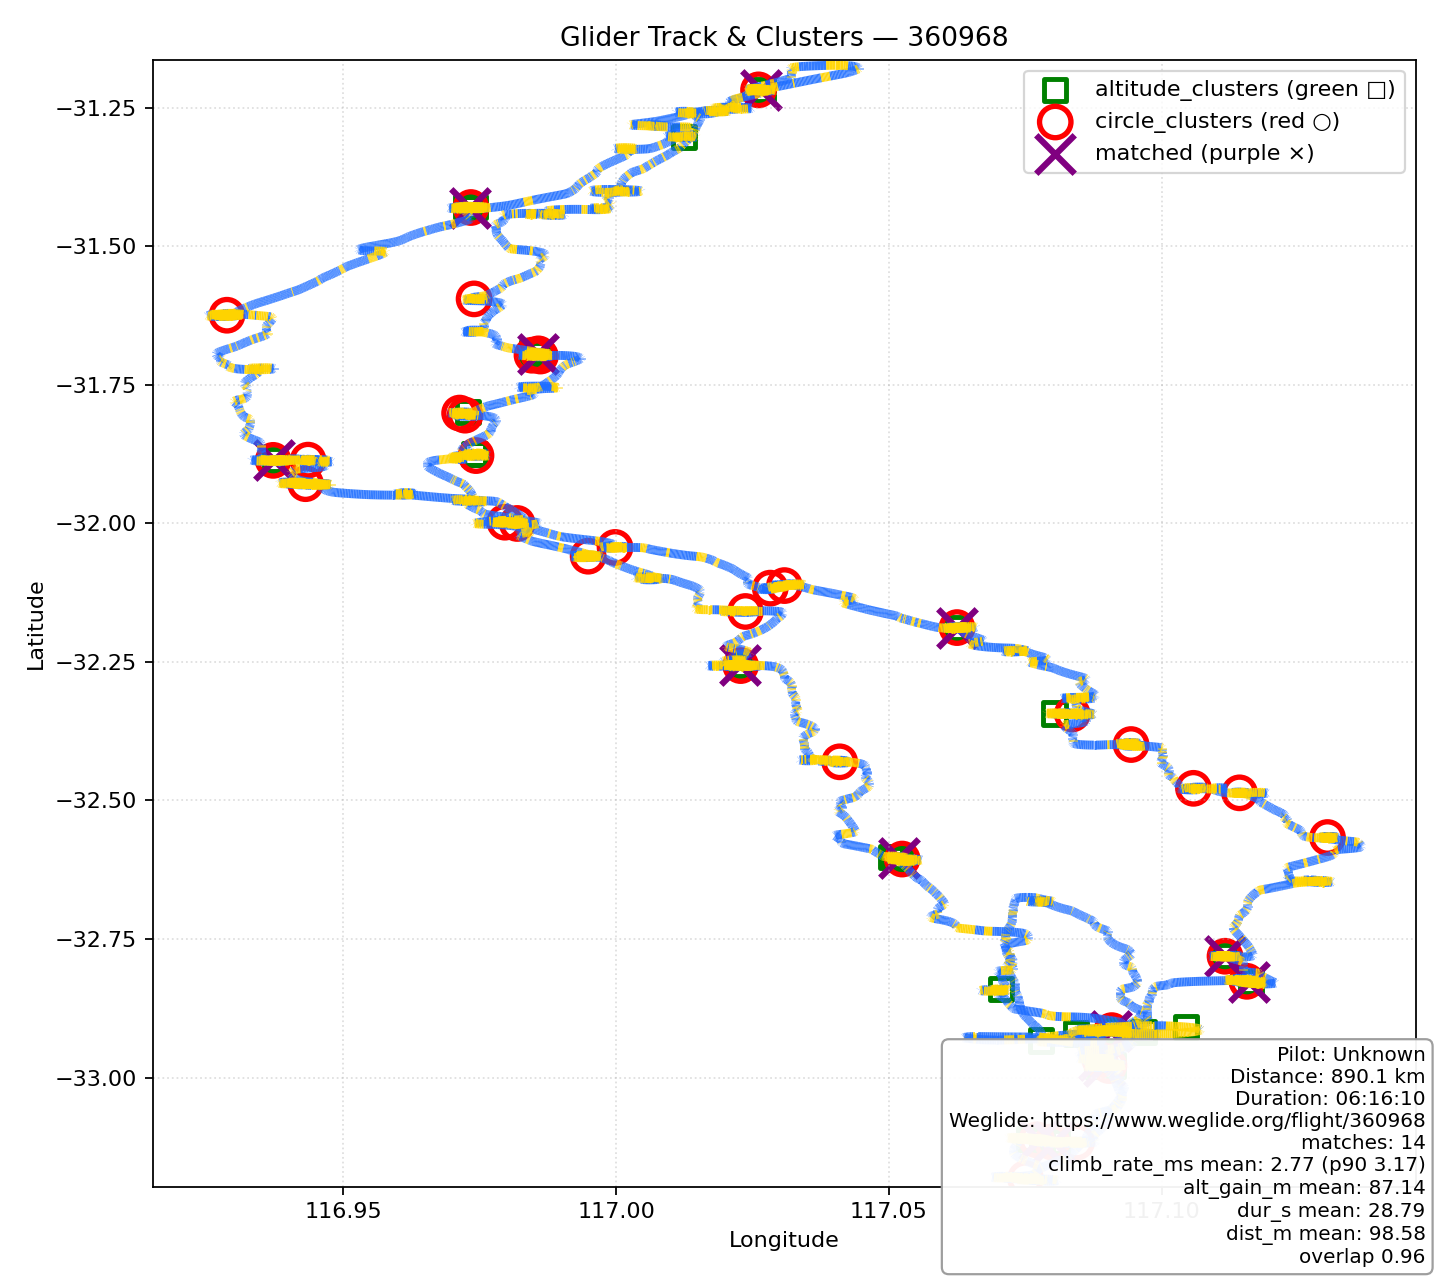 Glider Track & Clusters — 360968
altitude_clusters (green □)
circle_clusters (red ○)
matched (purple ×)
−31.25
−31.50
−31.75
−32.00
−32.25
−32.50
−32.75
−33.00
Latitude
116.95
117.00
117.05
117.10
Longitude
Pilot: Unknown
Distance: 890.1 km
Duration: 06:16:10
Weglide: https://www.weglide.org/flight/360968
matches: 14
climb_rate_ms mean: 2.77 (p90 3.17)
alt_gain_m mean: 87.14
dur_s mean: 28.79
dist_m mean: 98.58
overlap 0.96